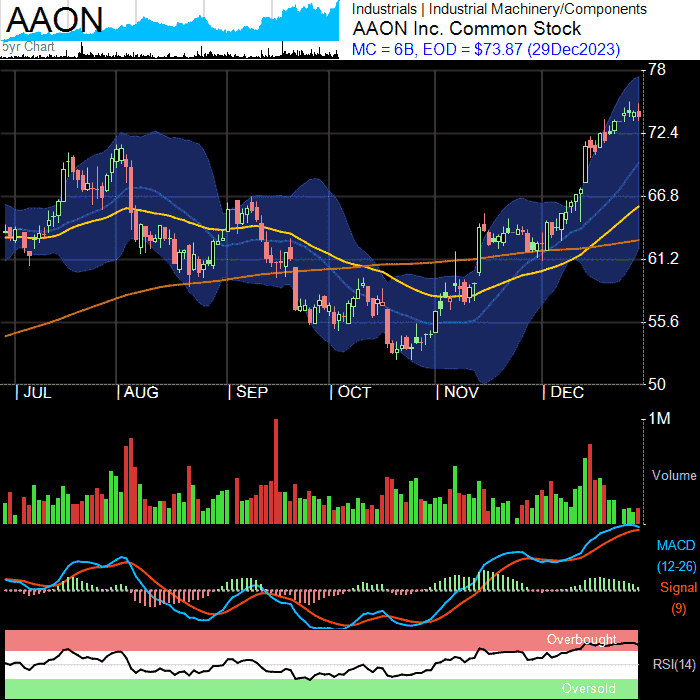 AAON
5yr Chart
Industrials | Industrial Machinery/Components
AAON Inc. Common Stock
MC = 6B, EOD = $73.87 (29Dec2023)
78
72.4
66.8
61.2
55.6
50
| JUL | AUG | SEP | OCT | NOV | DEC
1M
Volume
MACD
(12-26)
Signal
(9)
Overbought
RSI(14)
Oversold